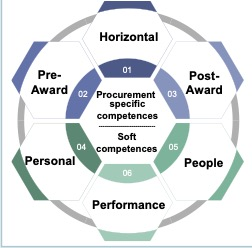 Horizontal
01
Pre-
Award
02
Post-
Award
03
Procurement
specific
competences
Soft
competences
04
Personal
05
People
06
Performance